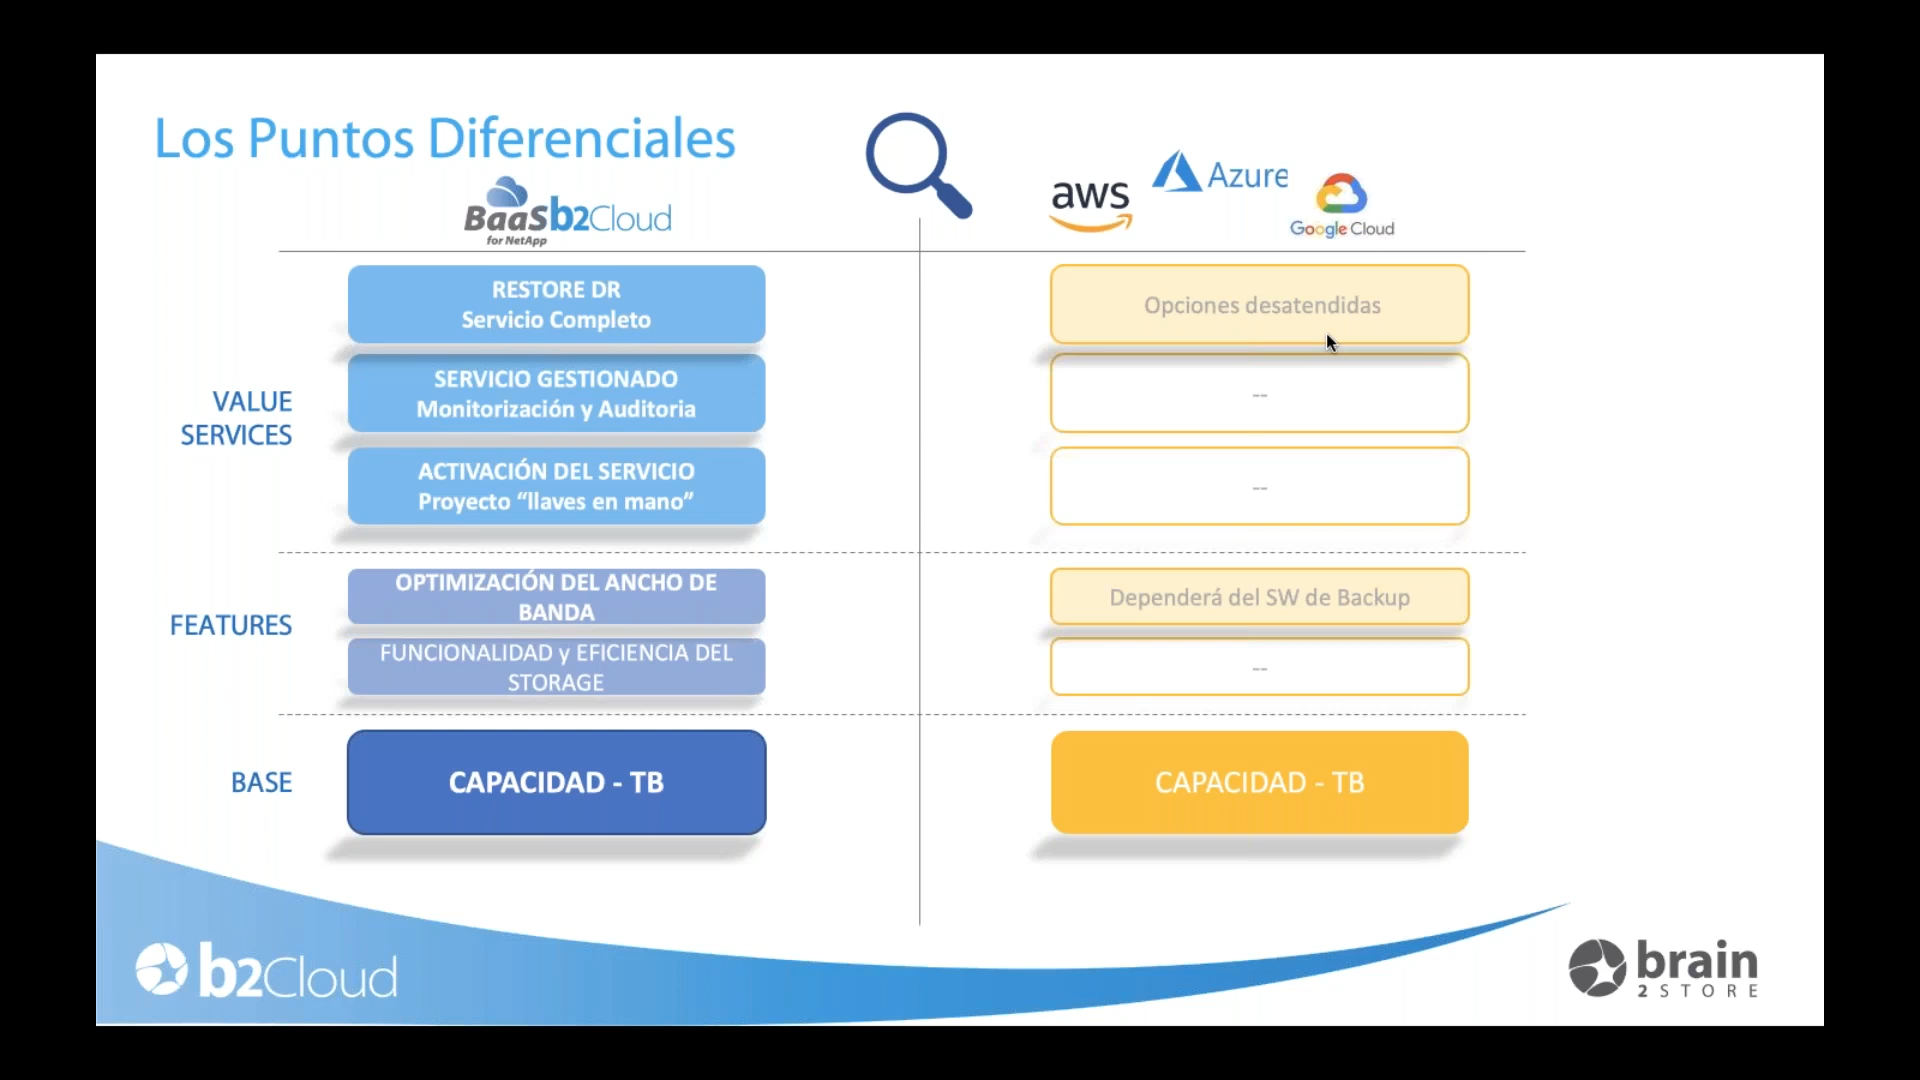 Los Puntos Diferenciales
BaaSb2Cloud
for NetApp
aws
Azure
Google Cloud
VALUE
SERVICES
RESTORE DR
Servicio Completo
Opciones desatendidas
SERVICIO GESTIONADO
Monitorización y Auditoria
--
ACTIVACIÓN DEL SERVICIO
Proyecto “llaves en mano”
--
FEATURES
OPTIMIZACIÓN DEL ANCHO DE
BANDA
Dependerá del SW de Backup
FUNCIONALIDAD y EFICIENCIA DEL
STORAGE
--
BASE
CAPACIDAD - TB
CAPACIDAD - TB
b2Cloud
brain
2 STORE